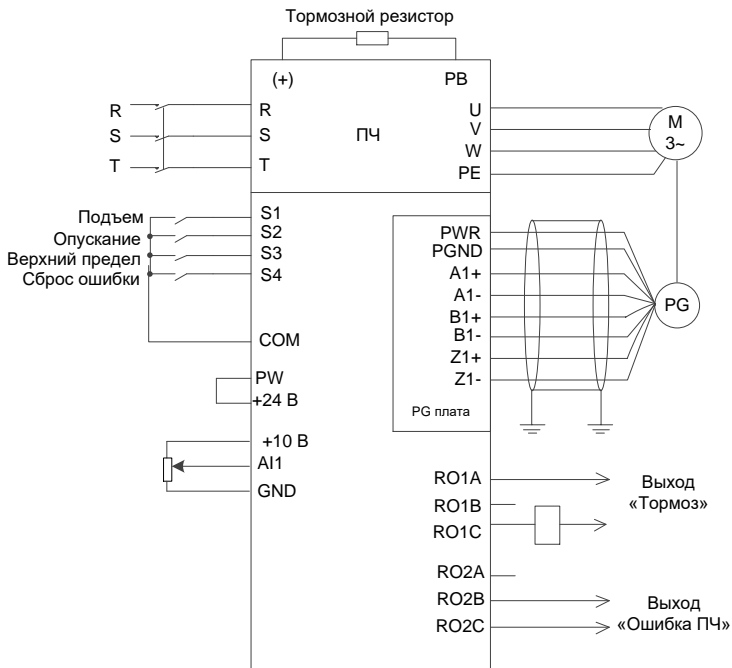 Тормозной резистор
(+)
PB
R
S
T
R
S
T
ПЧ
U
V
W
PE
M
3~
Подъем
Опускание
Верхний предел
Сброс ошибки
S1
S2
S3
S4
COM
PW
+24 В
+10 В
AI1
GND
PWR
PGND
A1+
A1-
B1+
B1-
Z1+
Z1-
PG плата
PG
RO1A
RO1B
RO1C
Выход
«Тормоз»
RO2A
RO2B
RO2C
Выход
«Ошибка ПЧ»